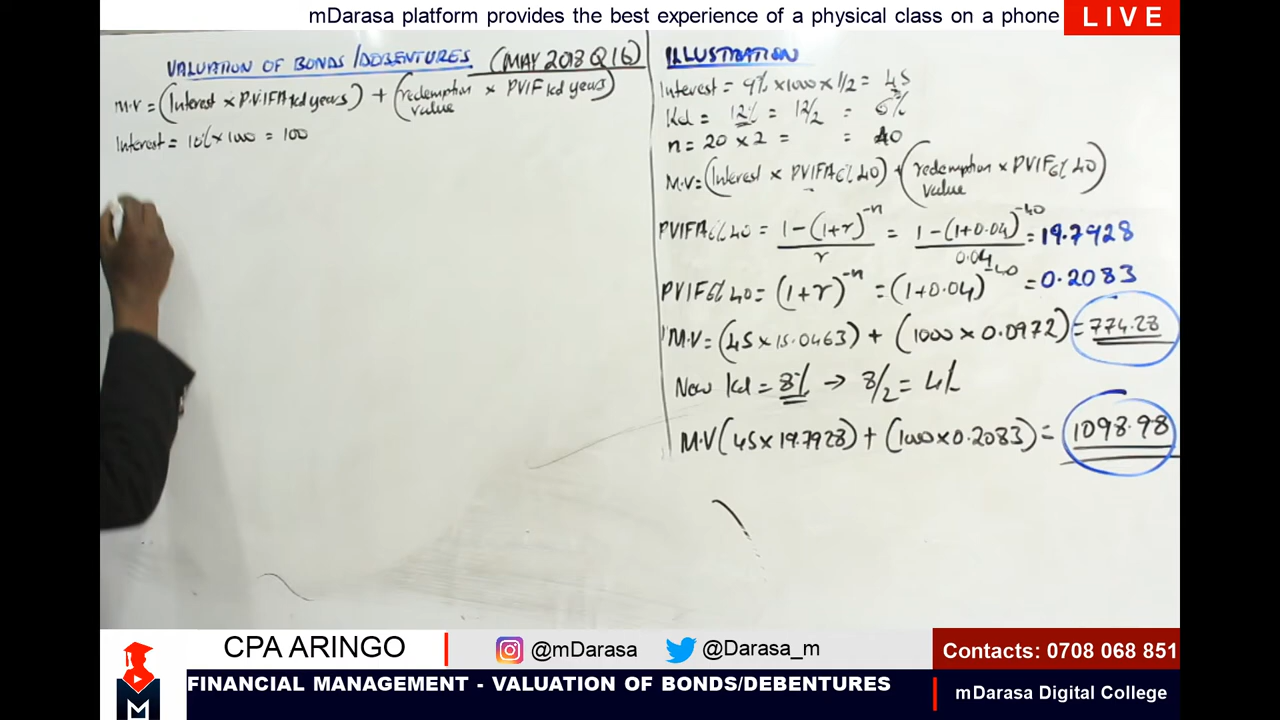 mDarasa platform provides the best experience of a physical class on a phone
LIVE
VALUATION OF BONDS/DEBENTURES (MAY 2018 Q1b)
M.V = (Interest x PVIFA kd years) + (redemption value x PVIF kd years)
Interest = 10% x 1000 = 100
ILLUSTRATION
Interest = 9% x 1000 x 1/2 = 45
Kd = 12% = 12/2 = 6%
n = 20 x 2 = = 40
M.V = (Interest x PVIFA 6% 40) + (redemption value x PVIF 6% 40)
PVIFA 6% 40 = 1-(1+r)^-n / r = 1-(1+0.04)^-40 / 0.04 = 19.7928
PVIF 6% 40 = (1+r)^-n = (1+0.04)^-40 = 0.2083
M.V = (45 x 15.0463) + (1000 x 0.0972) = 774.28
New Kd = 8% → 8/2 = 4%
M.V (45 x 19.7928) + (1000 x 0.2083) = 1098.98
CPA ARINGO
@mDarasa
@Darasa_m
Contacts: 0708 068 851
M
FINANCIAL MANAGEMENT - VALUATION OF BONDS/DEBENTURES
mDarasa Digital College